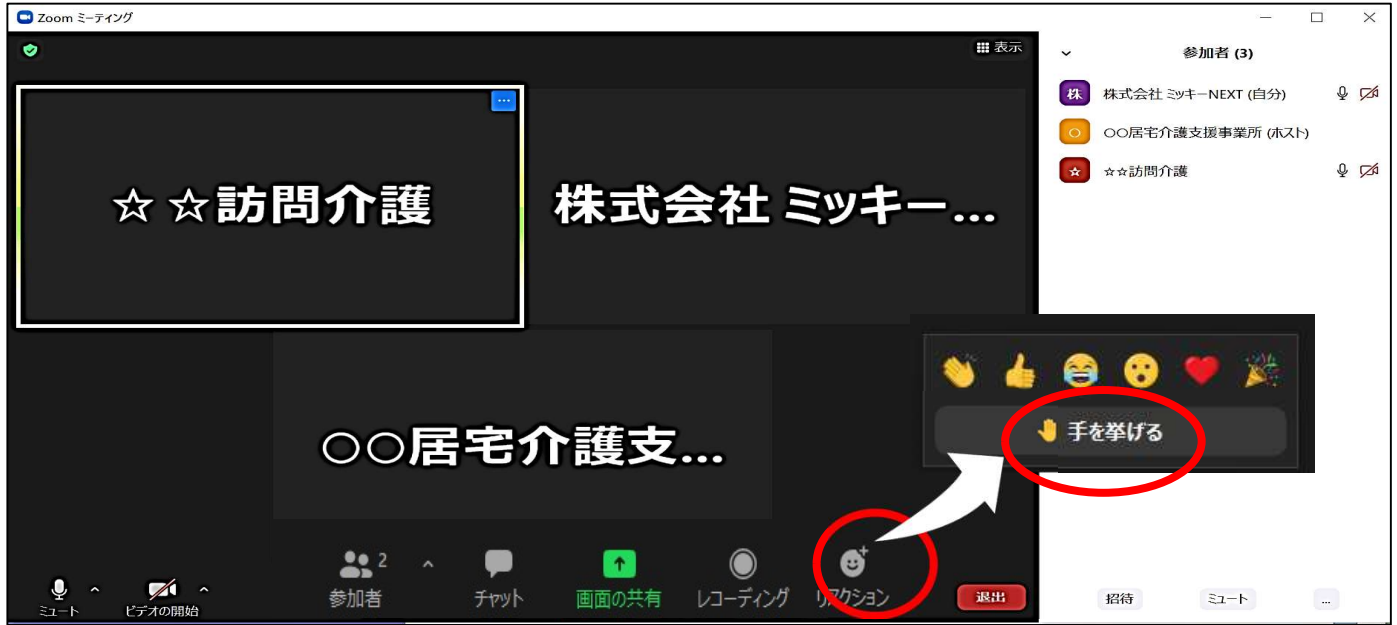 Zoom ミーティング
表示
☆☆訪問介護
株式会社 ミッキー...
○○居宅介護支...
参加者 (3)
株 株式会社 ミッキーNEXT (自分)
○ ○○居宅介護支援事業所 (ホスト)
☆ ☆☆訪問介護
手を挙げる
ミュート
ビデオの開始
2
参加者
チャット
画面の共有
レコーディング
リアクション
退出
招待
ミュート
...